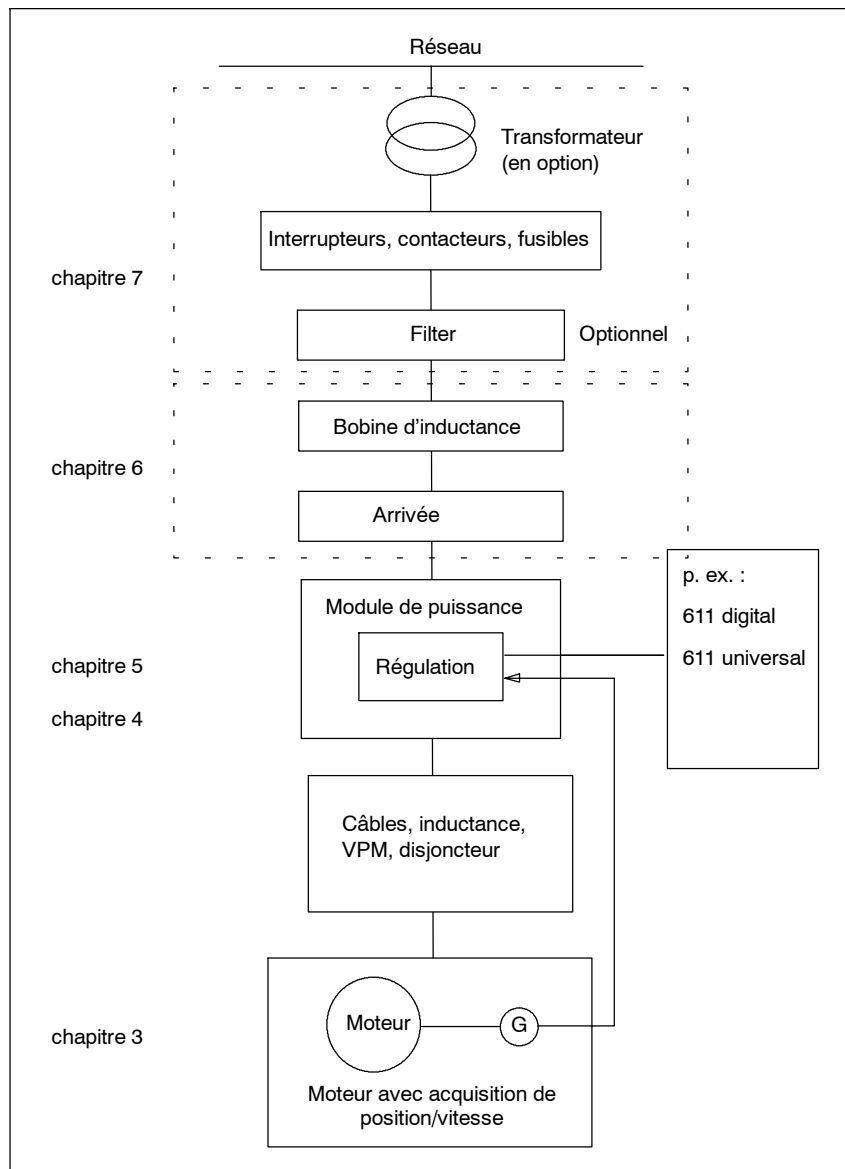 Réseau
Transformateur
(en option)
Interrupteurs, contacteurs, fusibles
chapitre 7
Filter
Optionnel
Bobine d'inductance
chapitre 6
Arrivée
p. ex. :
611 digital
611 universal
Module de puissance
Régulation
chapitre 5
chapitre 4
Câbles, inductance,
VPM, disjoncteur
Moteur
G
chapitre 3
Moteur avec acquisition de
position/vitesse